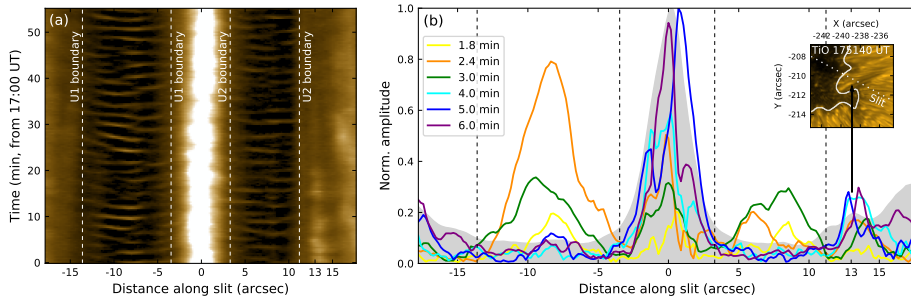 (a)
U1 boundary
U1 boundary
U2 boundary
U2 boundary
Time (min, from 17:00 UT)
50
40
30
20
10
0
-15 -10 -5 0 5 10 13 15
Distance along slit (arcsec)
(b)
Norm. amplitude
1.0
0.8
0.6
0.4
0.2
0.0
1.8 min
2.4 min
3.0 min
4.0 min
5.0 min
6.0 min
-15 -10 -5 0 5 10 13 15
Distance along slit (arcsec)
X (arcsec)
-242 -240 -238 -236
TiO 175140 UT
Slit
Y (arcsec)
-208
-210
-212
-214